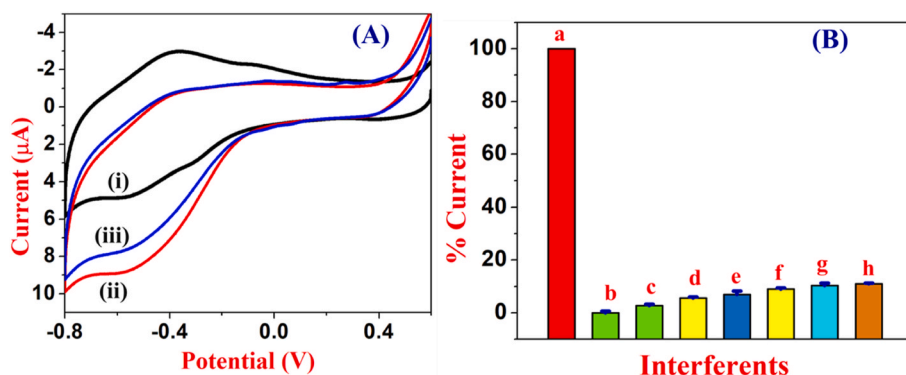 (A)
-4
-2
0
2
4
6
8
10
Current (μA)
(i)
(iii)
(ii)
-0.8
-0.4
0.0
0.4
Potential (V)
(B)
100
80
60
40
20
10
0
% Current
a
b
c
d
e
f
g
h
Interferents